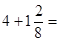 4 + 1 2/8 =